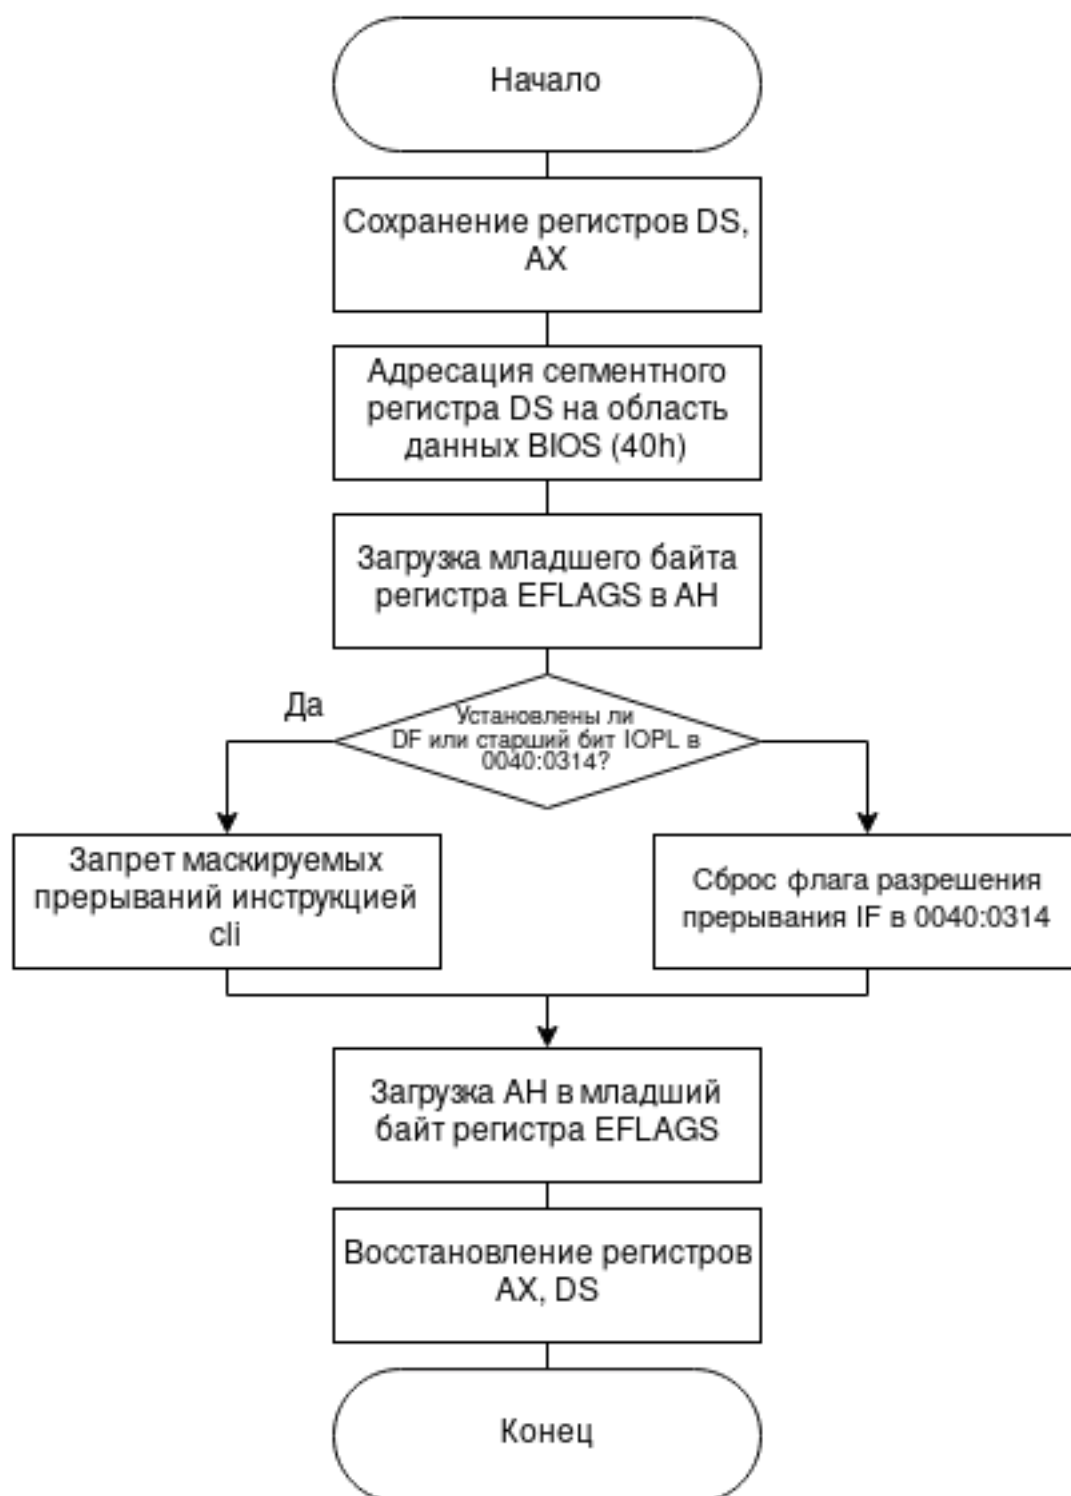 Начало
Сохранение регистров DS,
AX
Адресация сегментного
регистра DS на область
данных BIOS (40h)
Загрузка младшего байта
регистра EFLAGS в AH
Да
Установлены ли
DF или старший бит IOPL в
0040:0314?
Запрет маскируемых
прерываний инструкцией
cli
Сброс флага разрешения
прерывания IF в 0040:0314
Загрузка AH в младший
байт регистра EFLAGS
Восстановление регистров
AX, DS
Конец